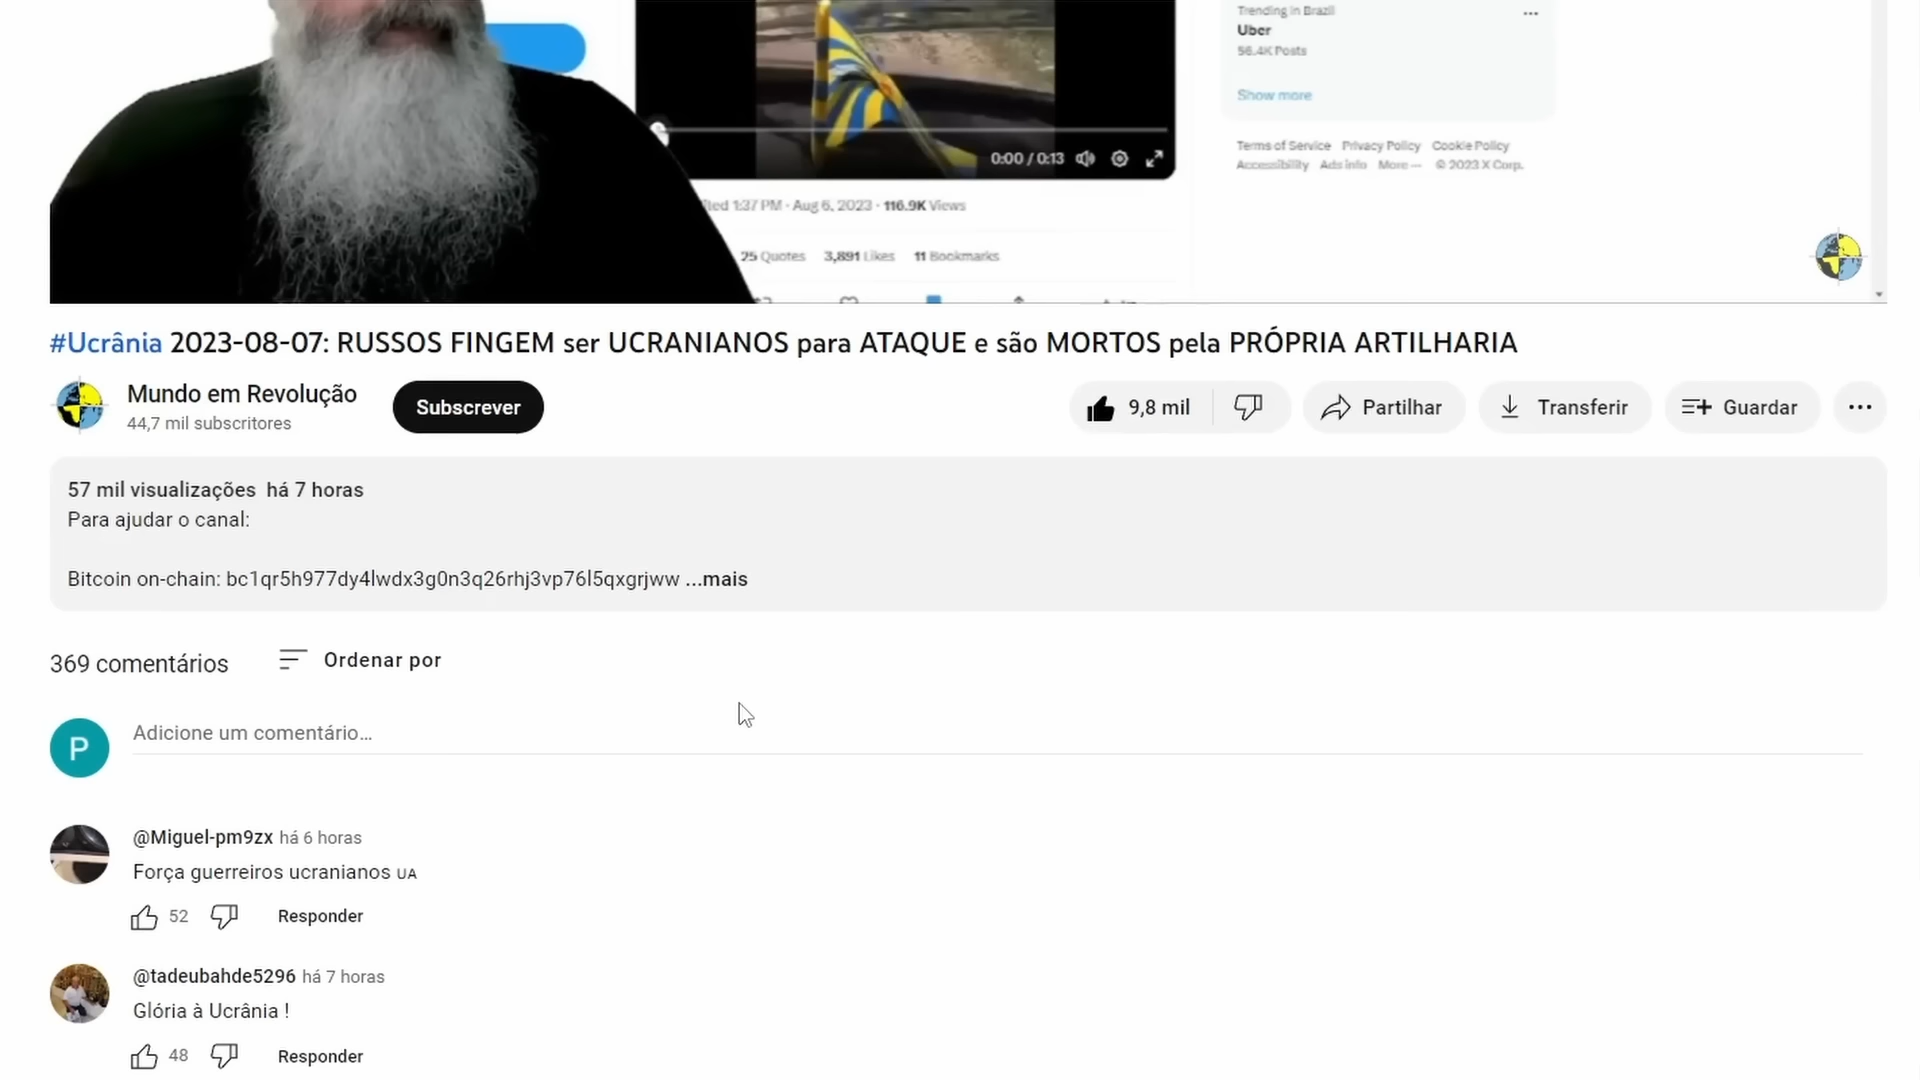 Trending in Brazil
Uber
56.4K Posts
Show more
Terms of Service Privacy Policy Cookie Policy
Accessibility Ads info More ··· © 2023 X Corp.
0:00 / 0:13
1:37 PM · Aug 6, 2023 · 116.9K Views
25 Quotes 3,891 Likes 11 Bookmarks
#Ucrânia 2023-08-07: RUSSOS FINGEM ser UCRANIANOS para ATAQUE e são MORTOS pela PRÓPRIA ARTILHARIA
Mundo em Revolução
44,7 mil subscritores
Subscrever
9,8 mil
Partilhar
Transferir
Guardar
57 mil visualizações há 7 horas
Para ajudar o canal:
Bitcoin on-chain: bc1qr5h977dy4lwdx3g0n3q26rhj3vp76l5qxgrjww ...mais
369 comentários
Ordenar por
P
Adicione um comentário...
@Miguel-pm9zx há 6 horas
Força guerreiros ucranianos UA
52
Responder
@tadeubahde5296 há 7 horas
Glória à Ucrânia !
48
Responder